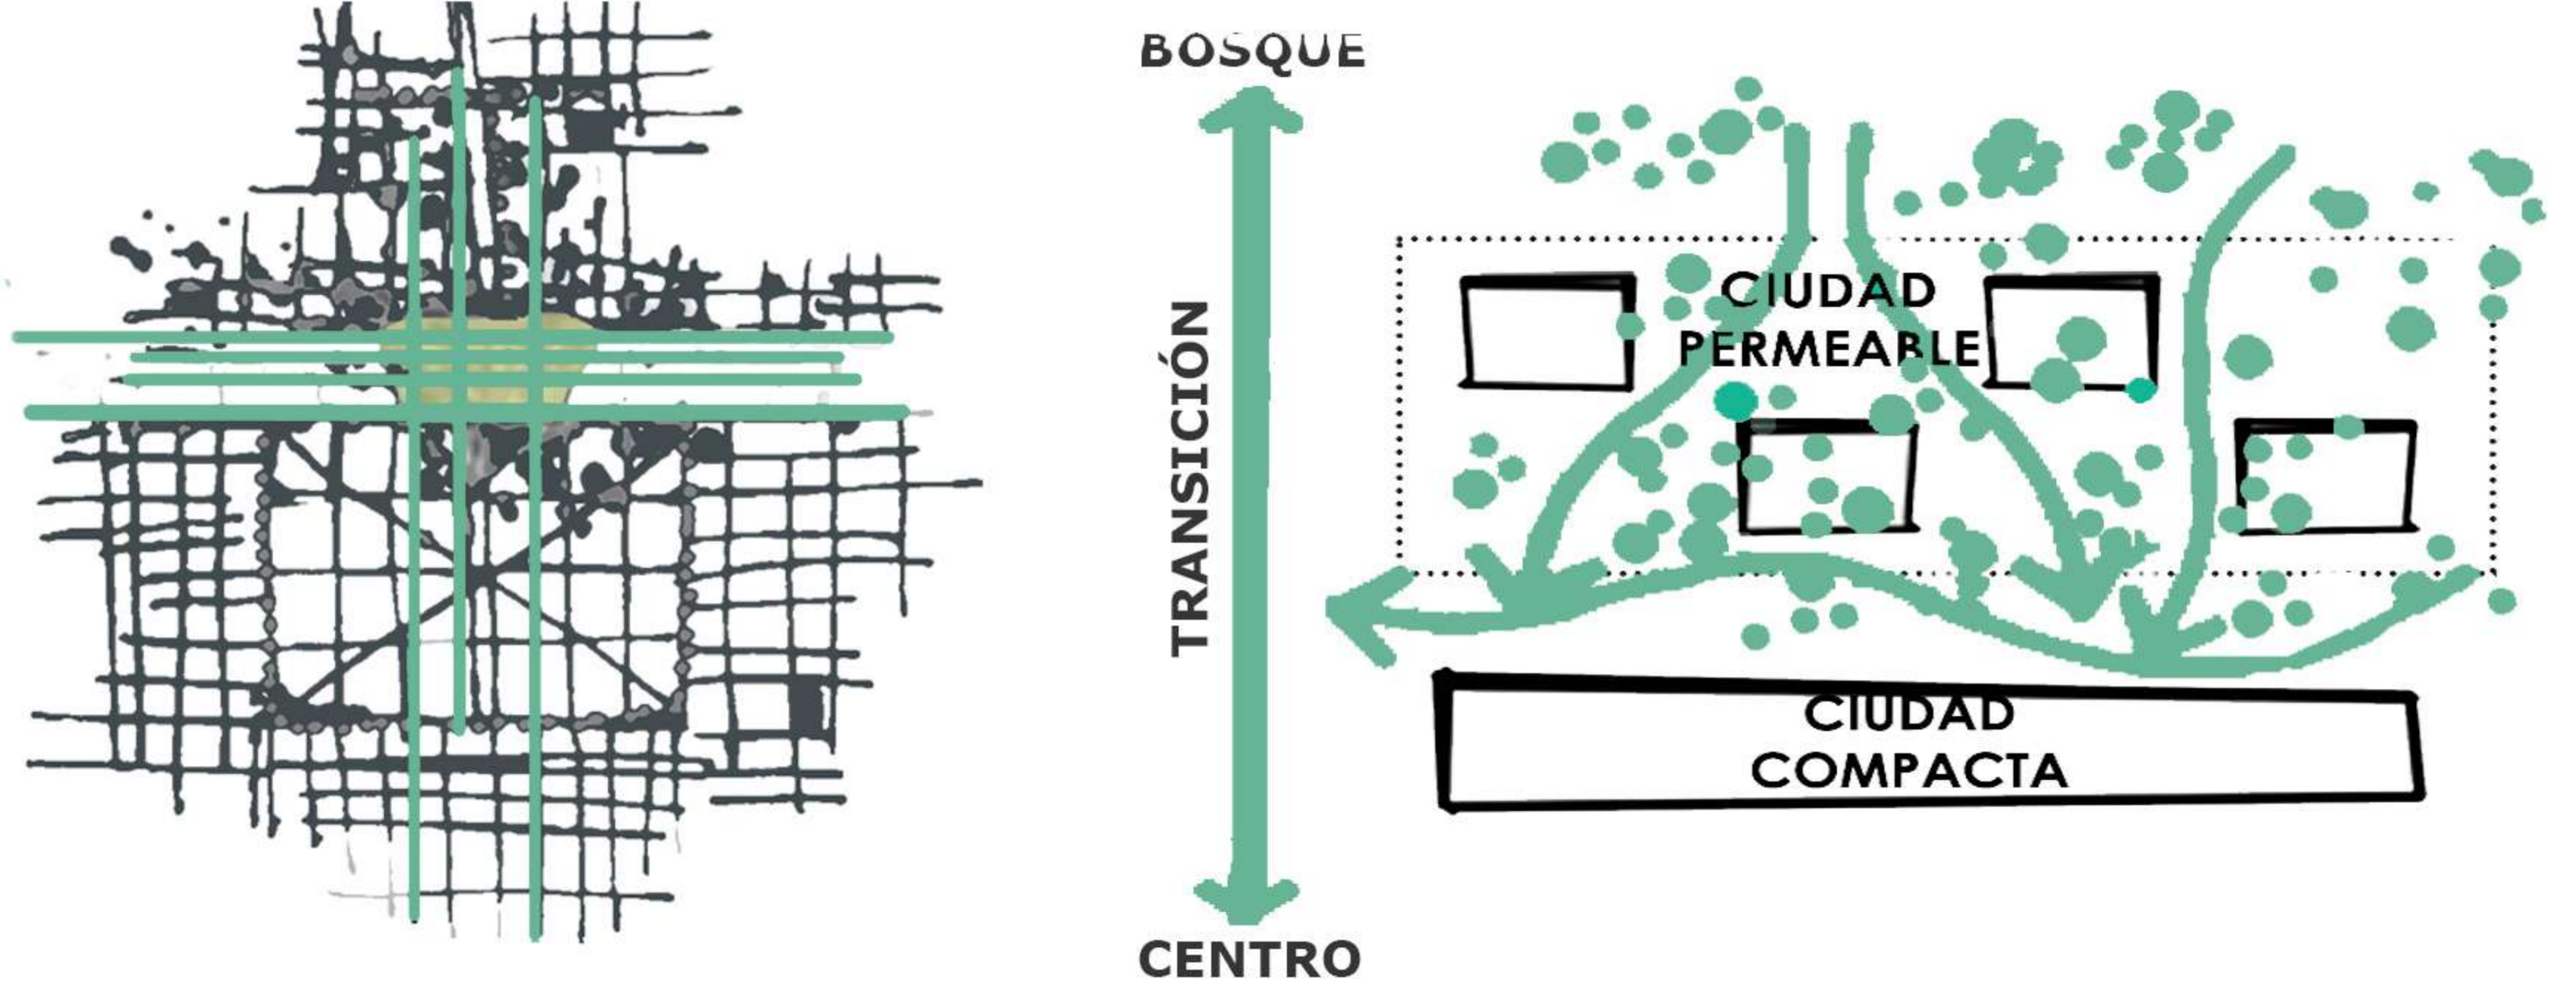 BOSQUE
TRANSICIÓN
CENTRO
CIUDAD
PERMEABLE
CIUDAD
COMPACTA